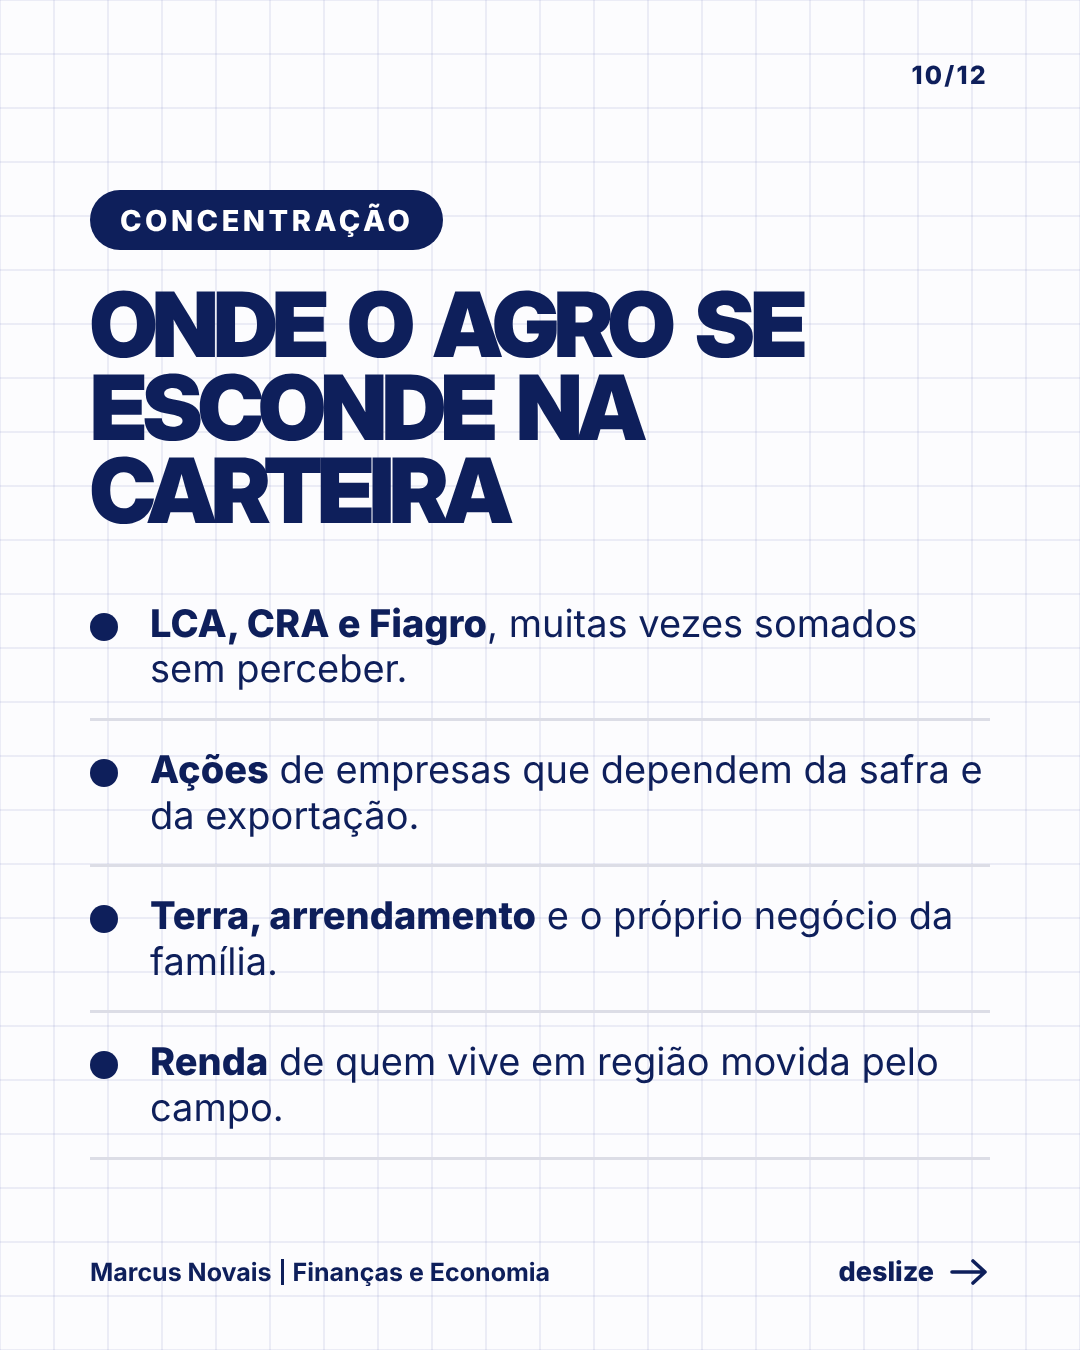 10/12
CONCENTRAÇÃO
ONDE O AGRO SE
ESCONDE NA
CARTEIRA
LCA, CRA e Fiagro, muitas vezes somados
sem perceber.
Ações de empresas que dependem da safra e
da exportação.
Terra, arrendamento e o próprio negócio da
família.
Renda de quem vive em região movida pelo
campo.
Marcus Novais | Finanças e Economia
deslize →